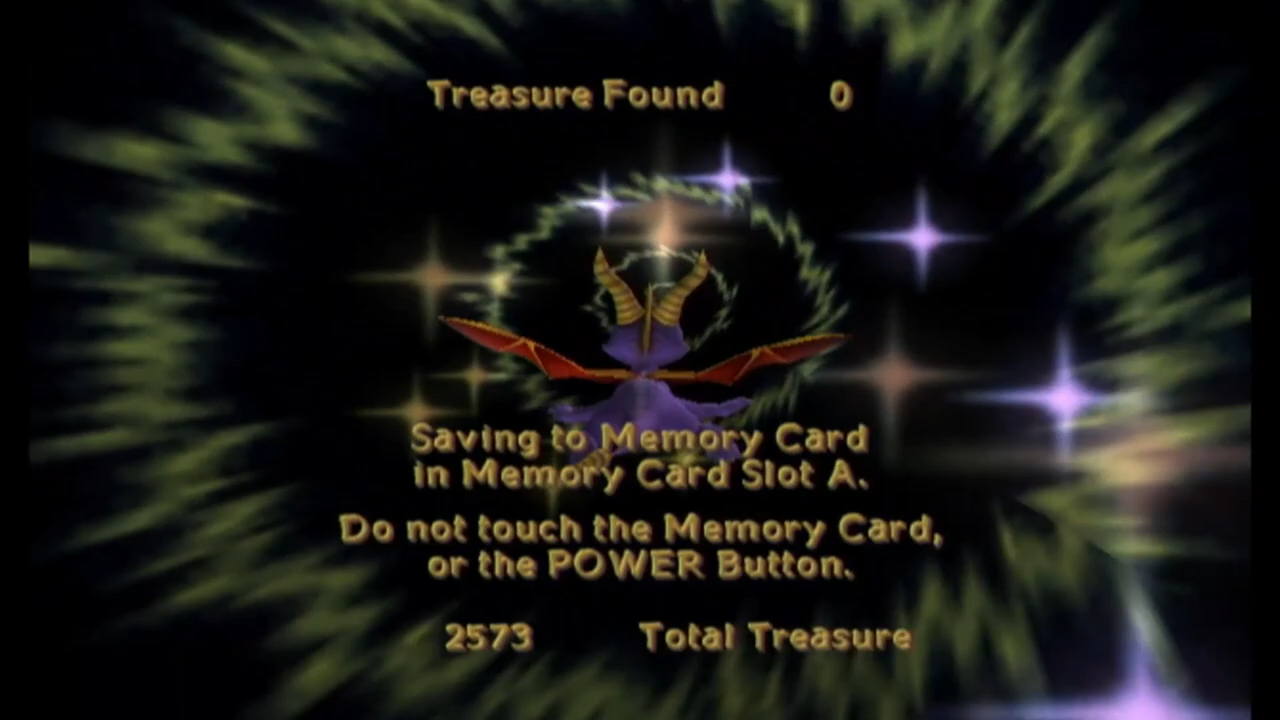 Treasure Found 0
Saving to Memory Card
in Memory Card Slot A.
Do not touch the Memory Card,
or the POWER Button.
2573 Total Treasure